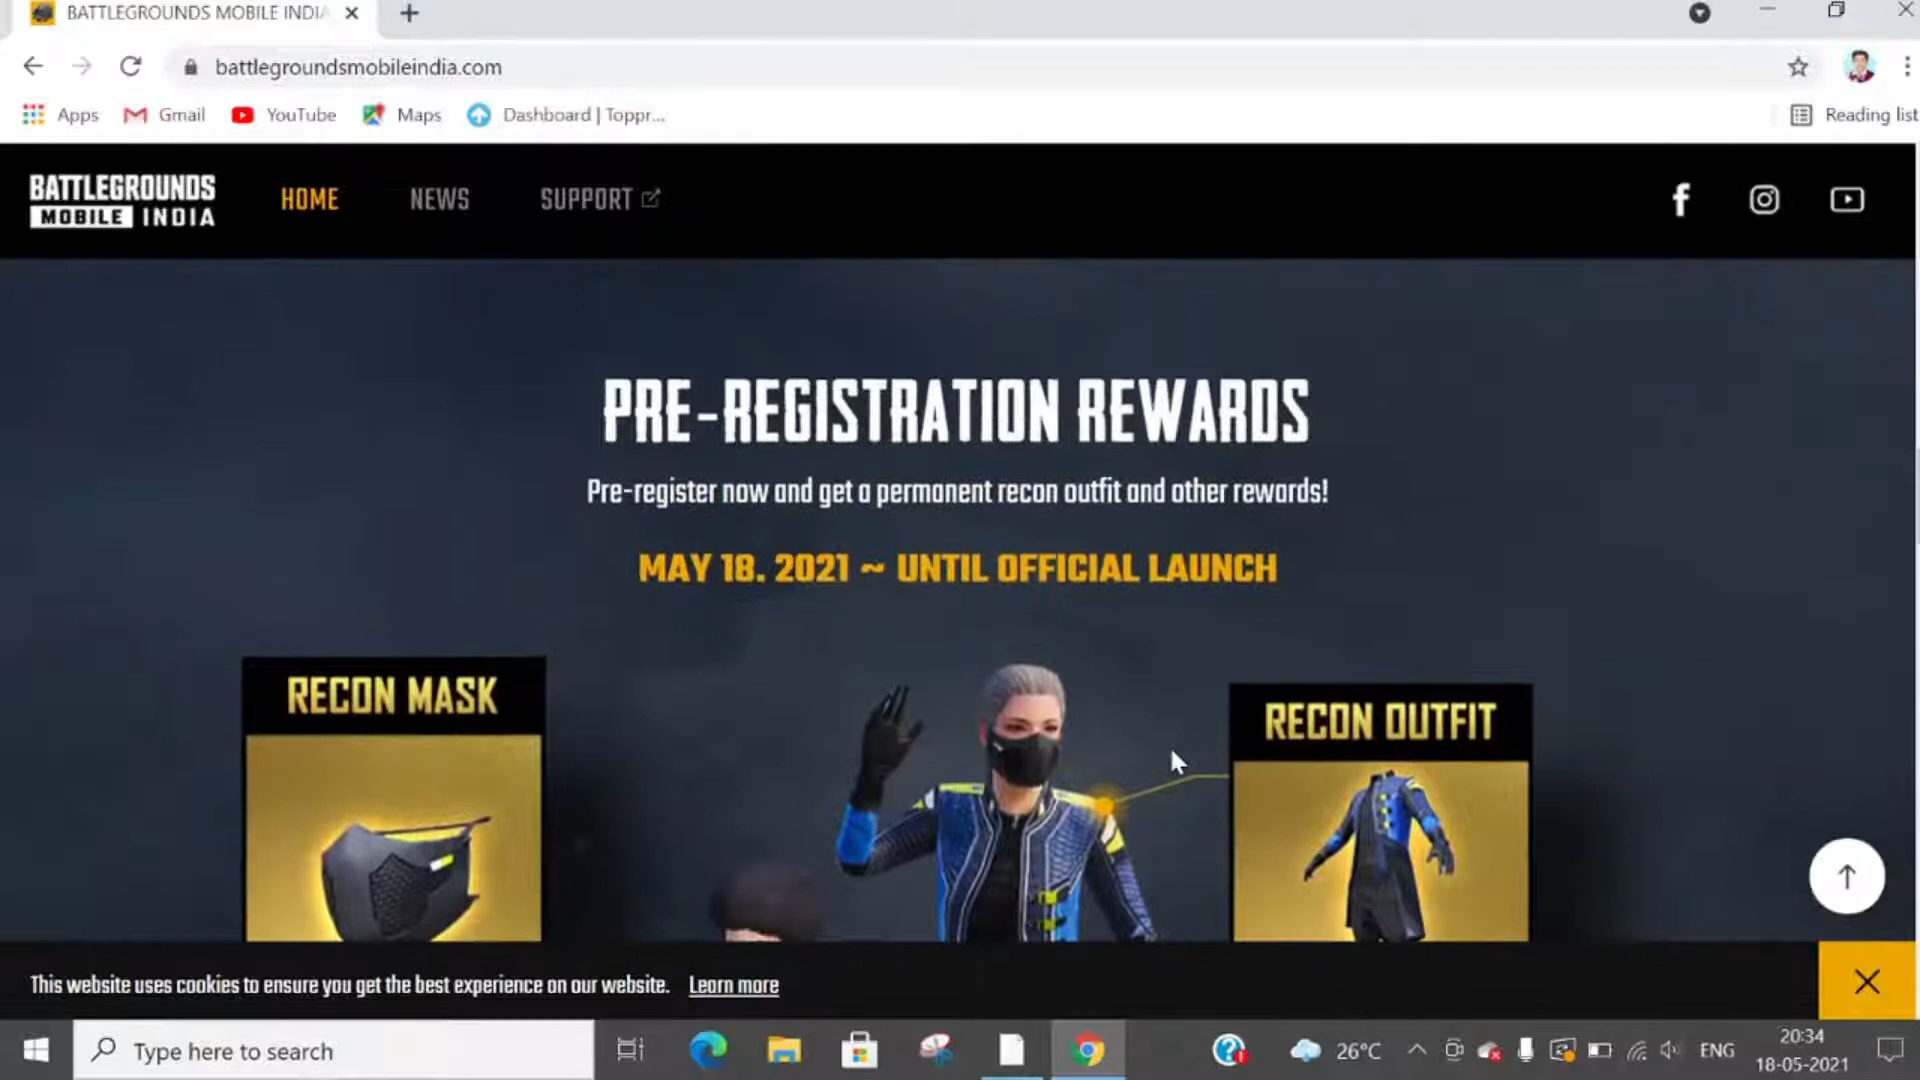 BATTLEGROUNDS MOBILE INDIA
battlegroundsmobileindia.com
Apps Gmail YouTube Maps Dashboard | Toppr... Reading list
BATTLEGROUNDS
MOBILE INDIA
HOME NEWS SUPPORT
PRE-REGISTRATION REWARDS
Pre-register now and get a permanent recon outfit and other rewards!
MAY 18. 2021 ~ UNTIL OFFICIAL LAUNCH
RECON MASK
RECON OUTFIT
This website uses cookies to ensure you get the best experience on our website. Learn more
Type here to search
26°C
ENG
20:34
18-05-2021